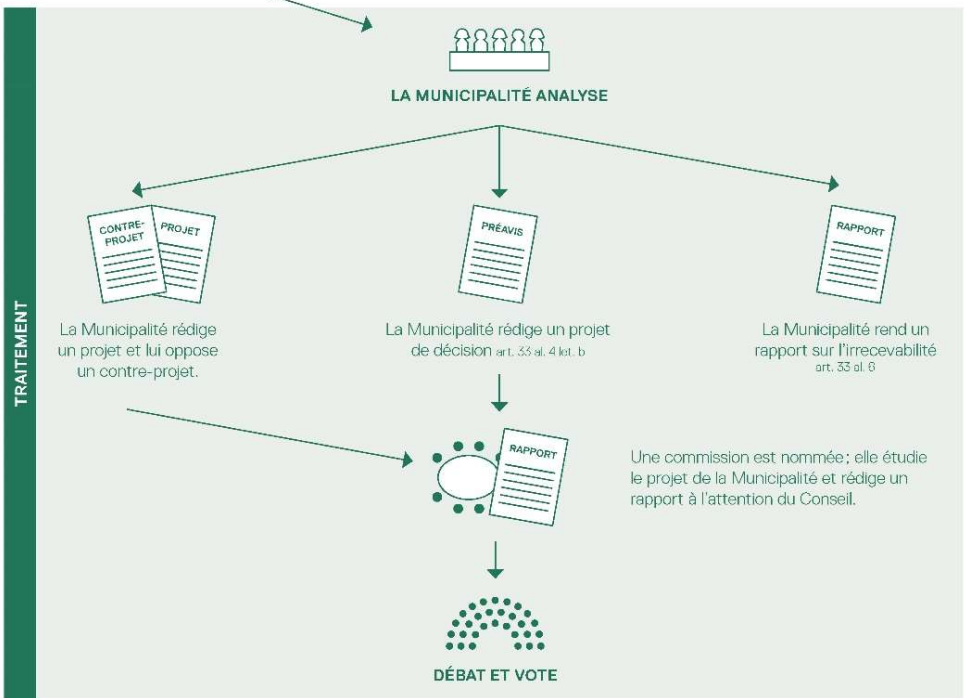 TRAITEMENT
LA MUNICIPALITÉ ANALYSE
CONTRE-
PROJET
PROJET
La Municipalité rédige
un projet et lui oppose
un contre-projet.
PRÉAVIS
La Municipalité rédige un projet
de décision art. 33 al. 4 let. b
RAPPORT
La Municipalité rend un
rapport sur l'irrecevabilité
art. 33 al. 6
RAPPORT
Une commission est nommée; elle étudie
le projet de la Municipalité et rédige un
rapport à l'attention du Conseil.
DÉBAT ET VOTE